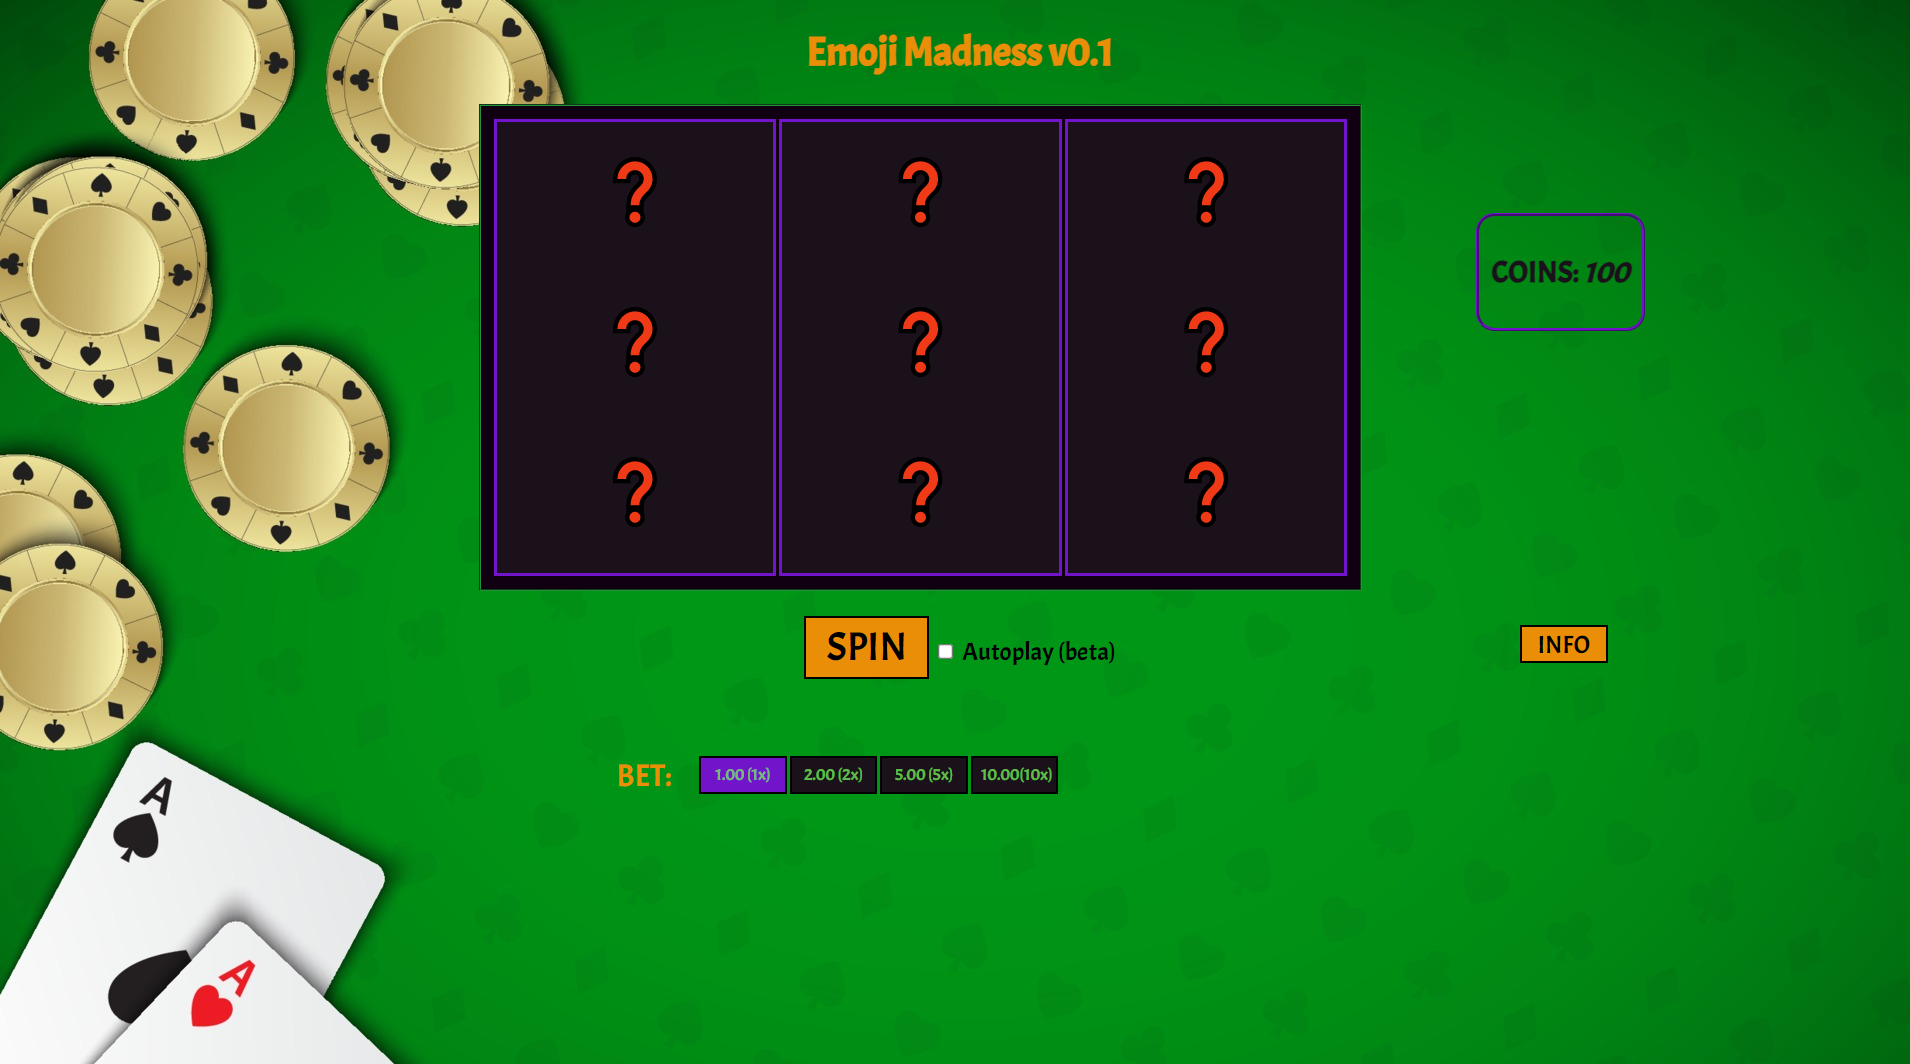 Emoji Madness v0.1
❓ ❓ ❓
❓ ❓ ❓
❓ ❓ ❓
COINS: 100
SPIN
Autoplay (beta)
INFO
BET:
1.00 (1x)
2.00 (2x)
5.00 (5x)
10.00(10x)
A
A